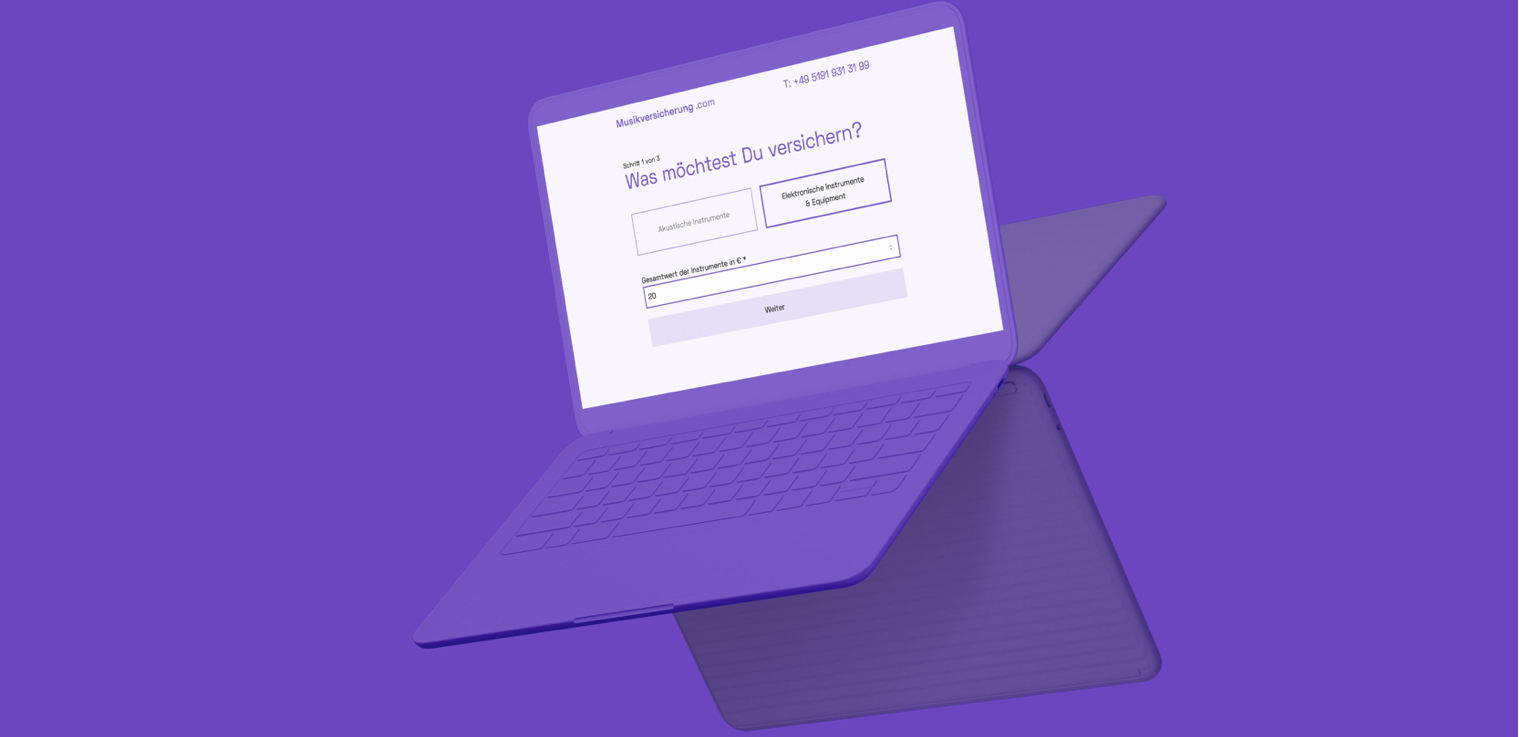 Musikversicherung .com
T: +49 5191 931 31 99
Schritt 1 von 3
Was möchtest Du versichern?
Akustische Instrumente
Elektronische Instrumente
& Equipment
Gesamtwert der Instrumente in € *
20
Weiter